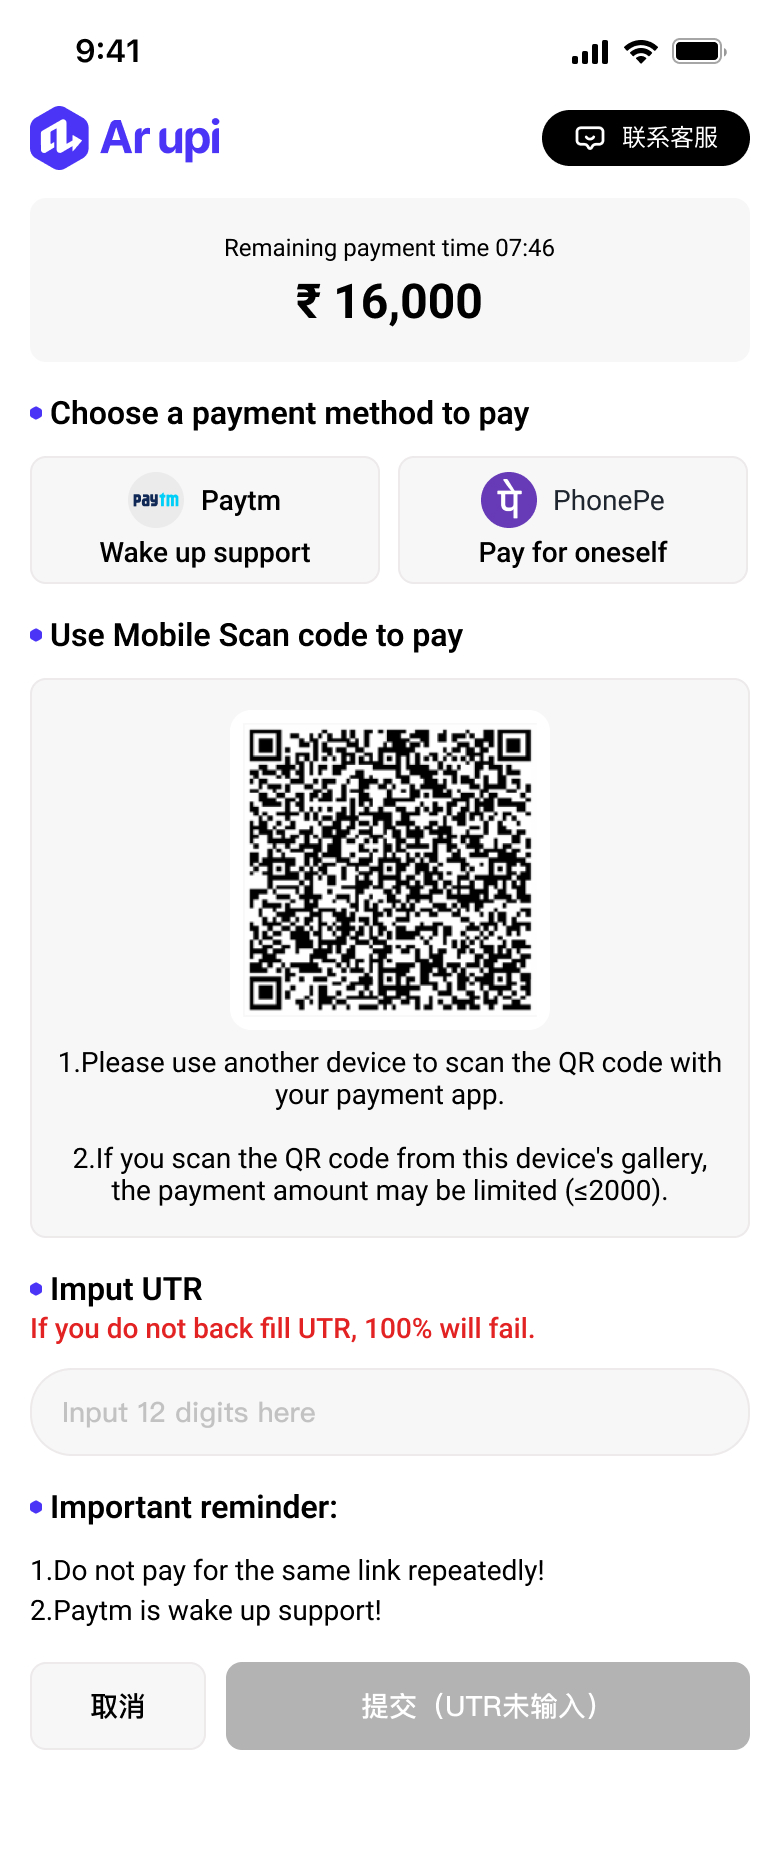 9:41
Ar upi
联系客服
Remaining payment time 07:46
₹ 16,000
Choose a payment method to pay
paytm
Paytm
Wake up support
पे
PhonePe
Pay for oneself
Use Mobile Scan code to pay
1.Please use another device to scan the QR code with
your payment app.
2.If you scan the QR code from this device's gallery,
the payment amount may be limited (≤2000).
Imput UTR
If you do not back fill UTR, 100% will fail.
Input 12 digits here
Important reminder:
1.Do not pay for the same link repeatedly!
2.Paytm is wake up support!
取消
提交（UTR未输入）